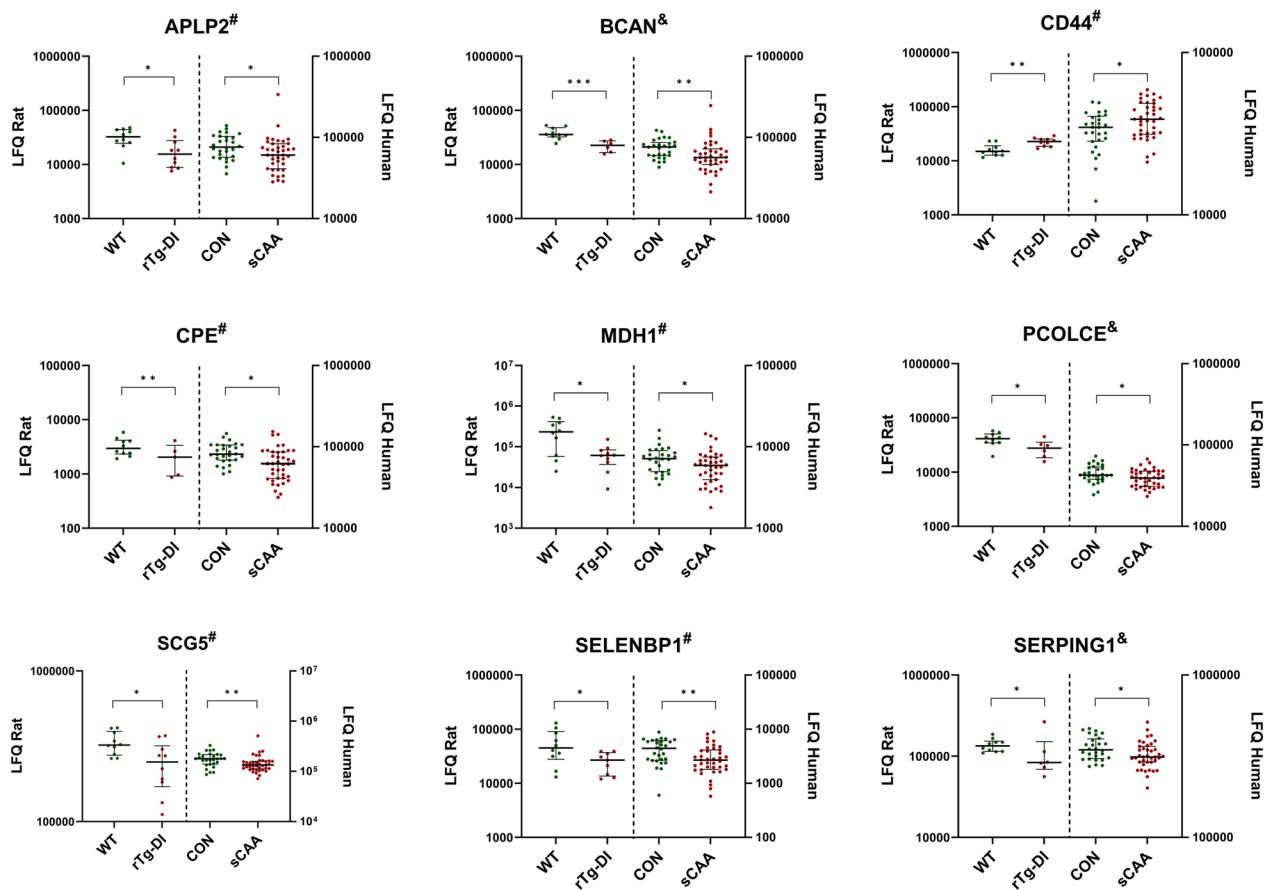 APLP2#
BCAN&
CD44#
1000000
100000
10000
1000
LFQ Rat
* *
1000000
100000
10000
LFQ Human
WT rTg-DI CON sCAA
1000000
100000
10000
1000
LFQ Rat
*** **
1000000
100000
10000
LFQ Human
WT rTg-DI CON sCAA
1000000
100000
10000
1000
LFQ Rat
** *
100000
10000
LFQ Human
WT rTg-DI CON sCAA
CPE#
MDH1#
PCOLCE&
100000
10000
1000
100
LFQ Rat
** *
1000000
100000
10000
LFQ Human
WT rTg-DI CON sCAA
10⁷
10⁶
10⁵
10⁴
10³
LFQ Rat
* *
100000
10000
1000
LFQ Human
WT rTg-DI CON sCAA
1000000
100000
10000
1000
LFQ Rat
* *
1000000
100000
10000
LFQ Human
WT rTg-DI CON sCAA
SCG5#
SELENBP1#
SERPING1&
1000000
100000
LFQ Rat
* **
10⁷
10⁶
10⁵
10⁴
LFQ Human
WT rTg-DI CON sCAA
1000000
100000
10000
1000
LFQ Rat
* **
100000
10000
1000
100
LFQ Human
WT rTg-DI CON sCAA
1000000
100000
10000
LFQ Rat
* *
1000000
100000
LFQ Human
WT rTg-DI CON sCAA